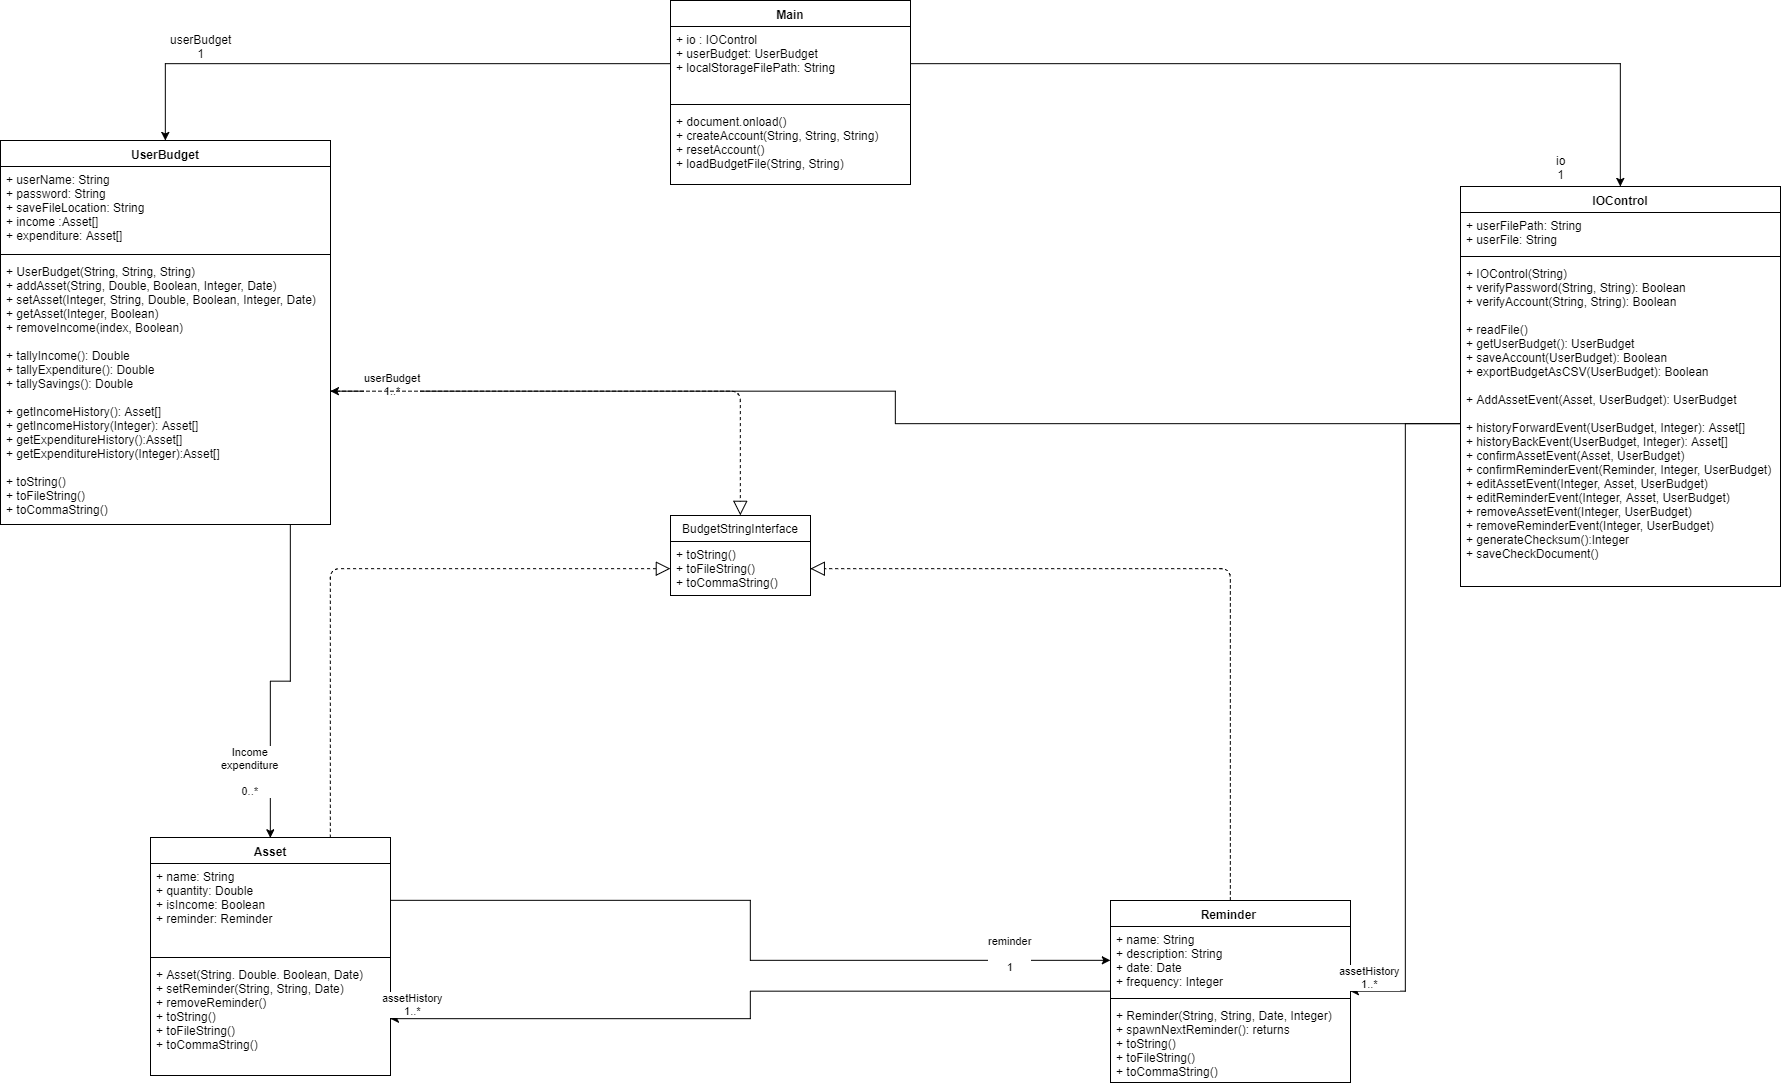 Main
+ io : IOControl
+ userBudget: UserBudget
+ localStorageFilePath: String
+ document.onload()
+ createAccount(String, String, String)
+ resetAccount()
+ loadBudgetFile(String, String)
userBudget
1
io
1
UserBudget
+ userName: String
+ password: String
+ saveFileLocation: String
+ income :Asset[]
+ expenditure: Asset[]
+ UserBudget(String, String, String)
+ addAsset(String, Double, Boolean, Integer, Date)
+ setAsset(Integer, String, Double, Boolean, Integer, Date)
+ getAsset(Integer, Boolean)
+ removeIncome(index, Boolean)
+ tallyIncome(): Double
+ tallyExpenditure(): Double
+ tallySavings(): Double
+ getIncomeHistory(): Asset[]
+ getIncomeHistory(Integer): Asset[]
+ getExpenditureHistory():Asset[]
+ getExpenditureHistory(Integer):Asset[]
+ toString()
+ toFileString()
+ toCommaString()
IOControl
+ userFilePath: String
+ userFile: String
+ IOControl(String)
+ verifyPassword(String, String): Boolean
+ verifyAccount(String, String): Boolean
+ readFile()
+ getUserBudget(): UserBudget
+ saveAccount(UserBudget): Boolean
+ exportBudgetAsCSV(UserBudget): Boolean
+ AddAssetEvent(Asset, UserBudget): UserBudget
+ historyForwardEvent(UserBudget, Integer): Asset[]
+ historyBackEvent(UserBudget, Integer): Asset[]
+ confirmAssetEvent(Asset, UserBudget)
+ confirmReminderEvent(Reminder, Integer, UserBudget)
+ editAssetEvent(Integer, Asset, UserBudget)
+ editReminderEvent(Integer, Asset, UserBudget)
+ removeAssetEvent(Integer, UserBudget)
+ removeReminderEvent(Integer, UserBudget)
+ generateChecksum():Integer
+ saveCheckDocument()
userBudget
1..*
BudgetStringInterface
+ toString()
+ toFileString()
+ toCommaString()
Income
expenditure
0..*
Asset
+ name: String
+ quantity: Double
+ isIncome: Boolean
+ reminder: Reminder
+ Asset(String. Double. Boolean, Date)
+ setReminder(String, String, Date)
+ removeReminder()
+ toString()
+ toFileString()
+ toCommaString()
assetHistory
1..*
reminder
1
Reminder
+ name: String
+ description: String
+ date: Date
+ frequency: Integer
+ Reminder(String, String, Date, Integer)
+ spawnNextReminder(): returns
+ toString()
+ toFileString()
+ toCommaString()
assetHistory
1..*